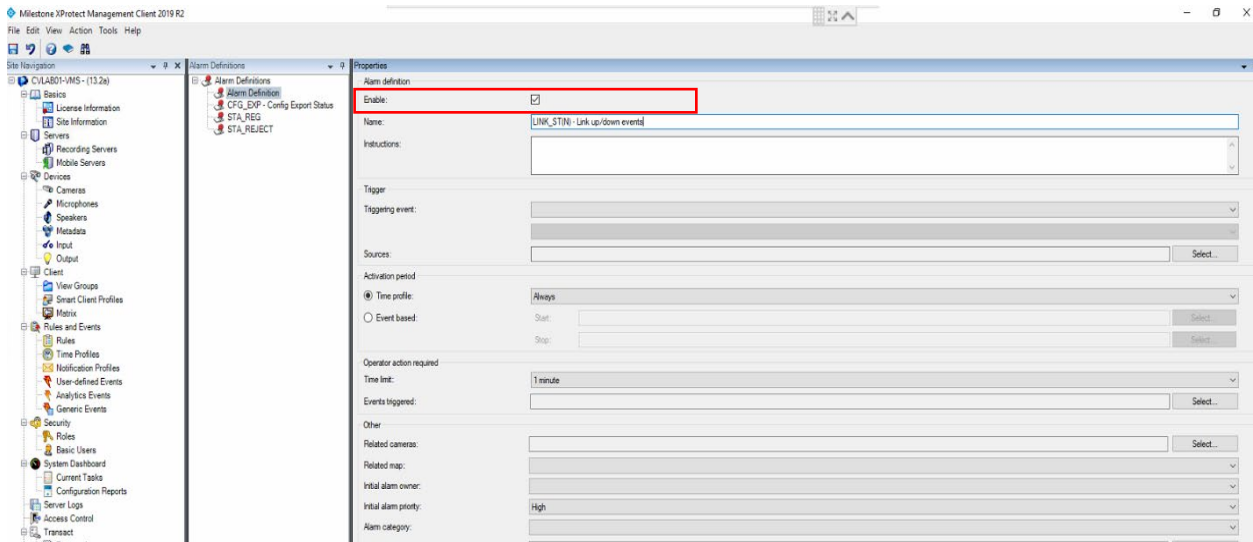 Milestone XProtect Management Client 2019 R2
File Edit View Action Tools Help
Site Navigation
CVLAB01-VMS - (13.2a)
Basics
License Information
Site Information
Servers
Recording Servers
Mobile Servers
Devices
Cameras
Microphones
Speakers
Metadata
Input
Output
Client
View Groups
Smart Client Profiles
Matrix
Rules and Events
Rules
Time Profiles
Notification Profiles
User-defined Events
Analytics Events
Generic Events
Security
Roles
Basic Users
System Dashboard
Current Tasks
Configuration Reports
Server Logs
Access Control
Transact
Alarm Definitions
Alarm Definitions
Alarm Definition
CFG_EXP - Config Export Status
STA_REG
STA_REJECT
Properties
Alarm definition
Enable:
Name: LINK_ST(N) - Link up/down events
Instructions:
Trigger
Triggering event:
Sources: Select...
Activation period
Time profile: Always
Event based: Start: Select...
Stop: Select...
Operator action required
Time limit: 1 minute
Events triggered: Select...
Other
Related cameras: Select...
Related map:
Initial alarm owner:
Initial alarm priority: High
Alarm category: